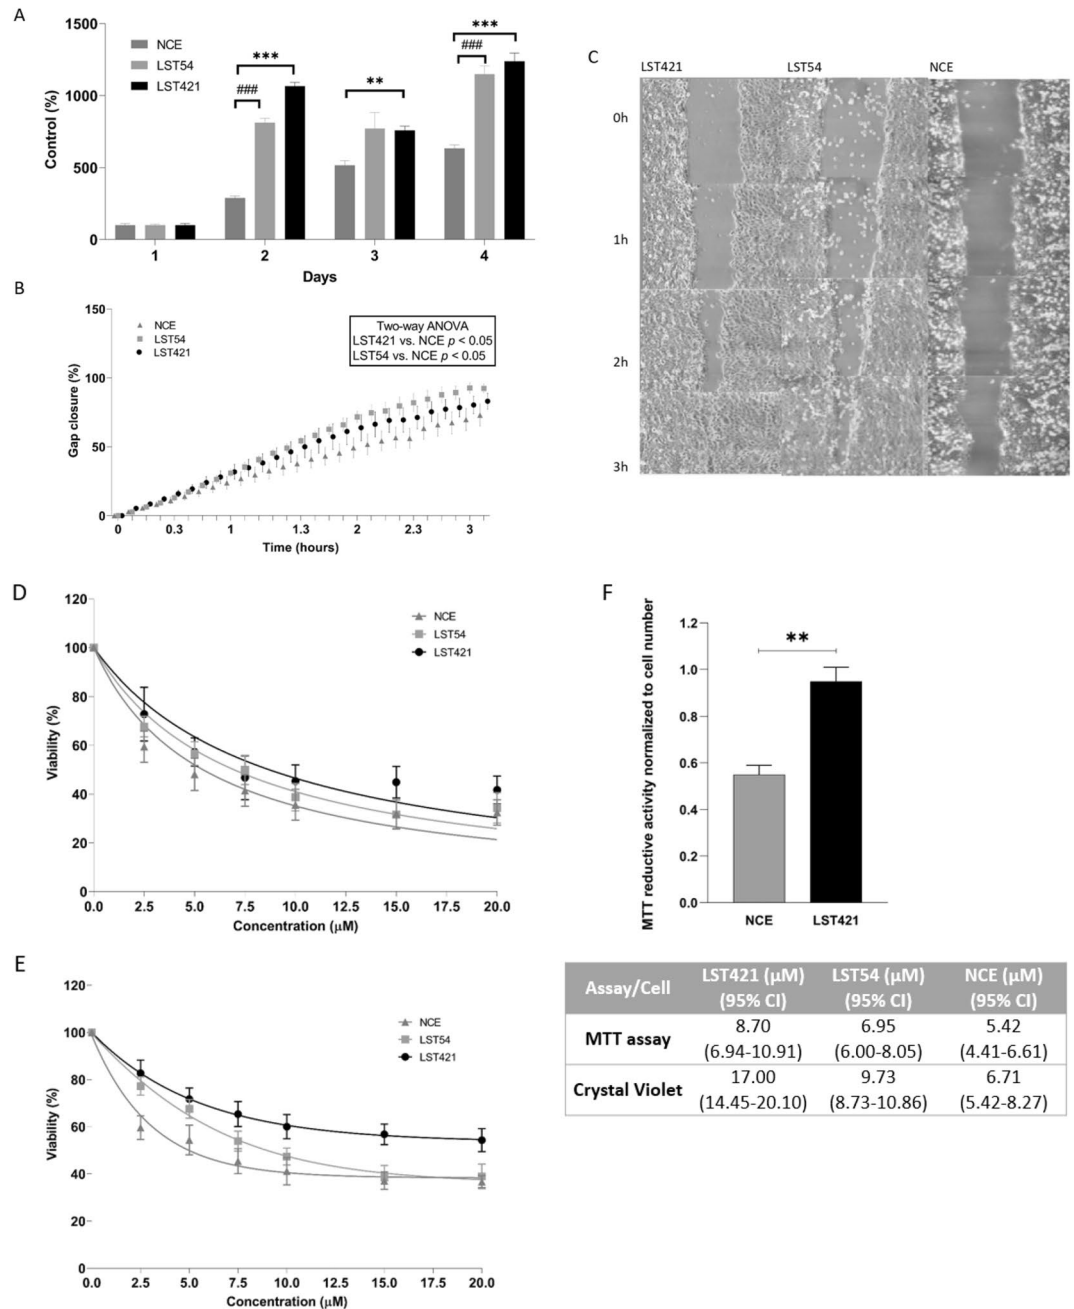 A
1500
1000
500
0
Control (%)
NCE
LST54
LST421
###
***
**
###
***
1 2 3 4
Days
B
150
100
50
0
Gap closure (%)
NCE
LST54
LST421
Two-way ANOVA
LST421 vs. NCE p < 0.05
LST54 vs. NCE p < 0.05
0 0.3 1 1.3 2 2.3 3
Time (hours)
C
LST421 LST54 NCE
0h
1h
2h
3h
D
120
100
80
60
40
20
0
Viability (%)
NCE
LST54
LST421
0.0 2.5 5.0 7.5 10.0 12.5 15.0 17.5 20.0
Concentration (µM)
E
120
100
80
60
40
20
0
Viability (%)
NCE
LST54
LST421
0.0 2.5 5.0 7.5 10.0 12.5 15.0 17.5 20.0
Concentration (µM)
F
MTT reductive activity normalized to cell number
1.2
1.0
0.8
0.6
0.4
0.2
0.0
**
NCE LST421
Assay/Cell LST421 (µM) (95% CI) LST54 (µM) (95% CI) NCE (µM) (95% CI)
MTT assay 8.70 (6.94-10.91) 6.95 (6.00-8.05) 5.42 (4.41-6.61)
Crystal Violet 17.00 (14.45-20.10) 9.73 (8.73-10.86) 6.71 (5.42-8.27)